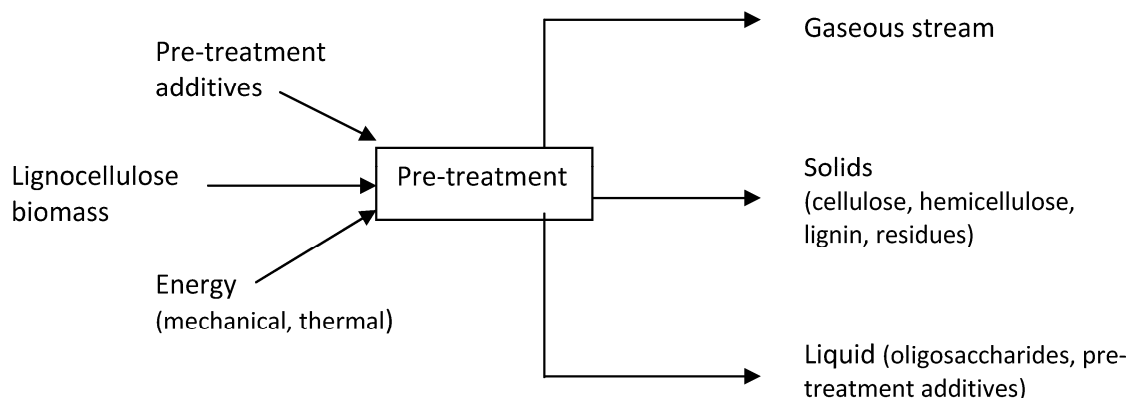 Gaseous stream
Pre-treatment
additives
Lignocellulose
biomass
Pre-treatment
Solids
(cellulose, hemicellulose,
lignin, residues)
Energy
(mechanical, thermal)
Liquid (oligosaccharides, pre-
treatment additives)